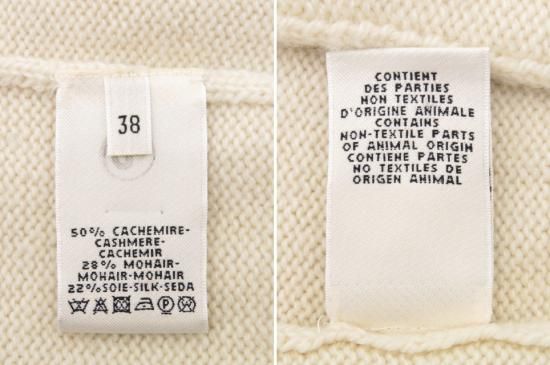 38
50% CACHEMIRE-
CASHMERE-
CACHEMIR
28% MOHAIR-
MOHAIR-MOHAIR
22%SOIE-SILK-SEDA
CONTIENT
DES PARTIES
NON TEXTILES
D'ORIGINE ANIMALE
CONTAINS
NON-TEXTILE PARTS
OF ANIMAL ORIGIN
CONTIENE PARTES
NO TEXTILES DE
ORIGEN ANIMAL